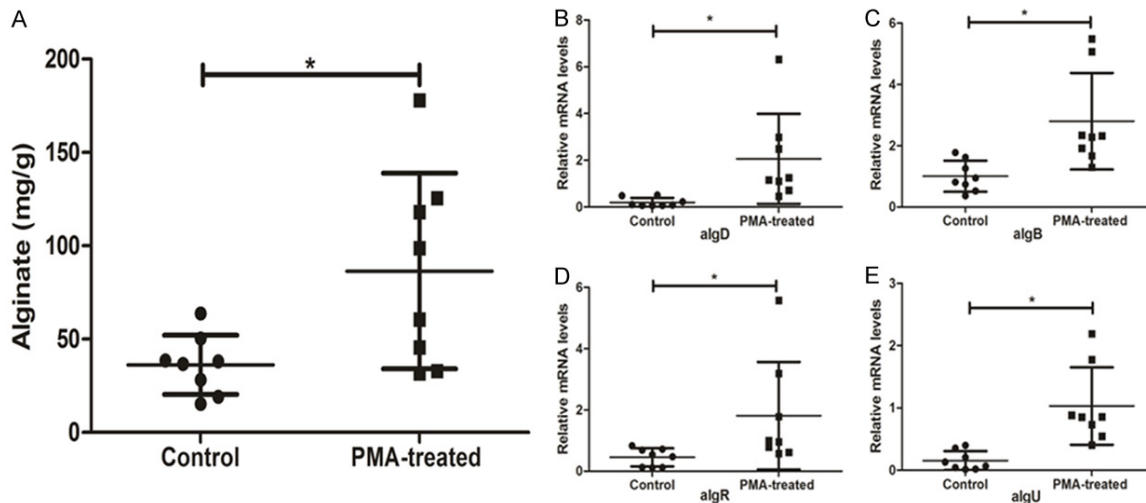 A
Alginate (mg/g)
200
150
100
50
0
*
Control
PMA-treated
B
Relative mRNA levels
8
6
4
2
0
*
Control
PMA-treated
algD
C
Relative mRNA levels
6
4
2
0
*
Control
PMA-treated
algB
D
Relative mRNA levels
6
4
2
0
*
Control
PMA-treated
algR
E
Relative mRNA levels
3
2
1
0
*
Control
PMA-treated
algU